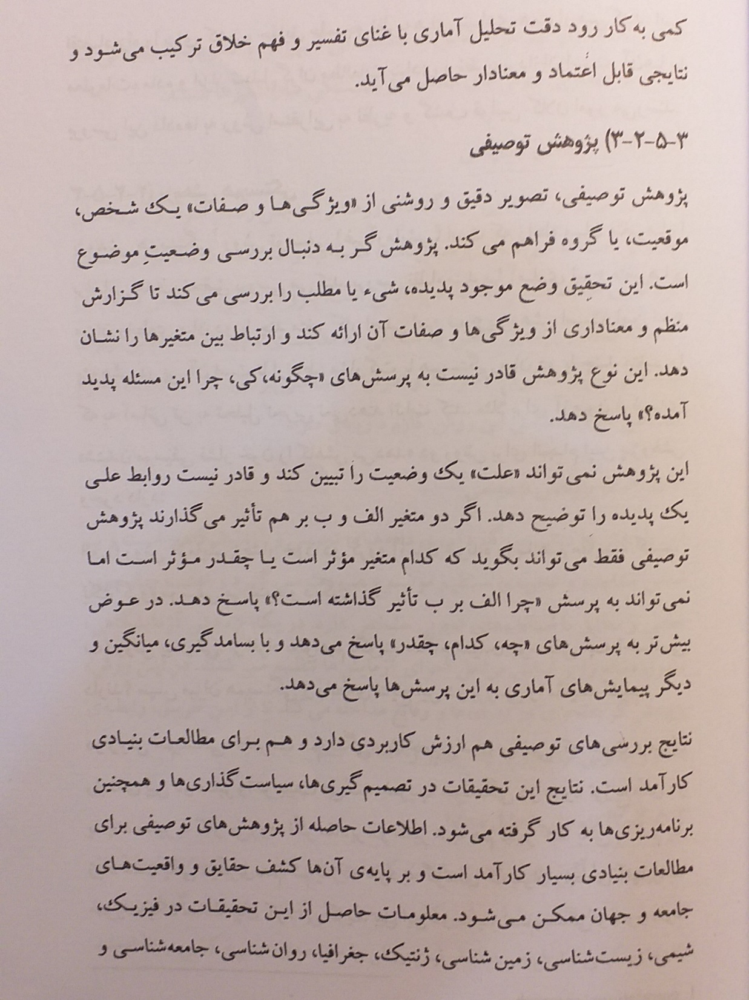 کمی به کار رود دقت تحلیل آماری با غنای تفسیر و فهم خلاق ترکیب می‌شود و
نتایجی قابل اعتماد و معنادار حاصل می‌آید.
۳-۵-۲-۳) پژوهش توصیفی
پژوهش توصیفی، تصویر دقیق و روشنی از «ویژگی‌ها و صفات» یک شخص،
موقعیت، یا گروه فراهم می کند. پژوهش گر به دنبال بررسی وضعیتِ موضوع
است. این تحقیق وضع موجود پدیده، شیء یا مطلب را بررسی می کند تا گزارش
منظم و معناداری از ویژگی‌ها و صفات آن ارائه کند و ارتباط بین متغیرها را نشان
دهد. این نوع پژوهش قادر نیست به پرسش‌های «چگونه،کی، چرا این مسئله پدید
آمده؟» پاسخ دهد.
این پژوهش نمی‌تواند «علت» یک وضعیت را تبیین کند و قادر نیست روابط علی
یک پدیده را توضیح دهد. اگر دو متغیر الف و ب بر هم تأثیر می‌گذارند پژوهش
توصیفی فقط می‌تواند بگوید که کدام متغیر مؤثر است یا چقدر مؤثر است اما
نمی‌تواند به پرسش «چرا الف بر ب تأثیر گذاشته است؟» پاسخ دهد. در عوض
بیش‌تر به پرسش‌های «چه، کدام، چقدر» پاسخ می‌دهد و با بسامدگیری، میانگین و
دیگر پیمایش‌های آماری به این پرسش‌ها پاسخ می‌دهد.
نتایج بررسی‌های توصیفی هم ارزش کاربردی دارد و هم برای مطالعات بنیادی
کارآمد است. نتایج این تحقیقات در تصمیم‌گیری‌ها، سیاست‌گذاری‌ها و همچنین
برنامه‌ریزی‌ها به کار گرفته می‌شود. اطلاعات حاصله از پژوهش‌های توصیفی برای
مطالعات بنیادی بسیار کارآمد است و بر پایه‌ی آن‌ها کشف حقایق و واقعیت‌های
جامعه و جهان ممکن می‌شود. معلومات حاصل از این تحقیقات در فیزیک،
شیمی، زیست‌شناسی، زمین شناسی، ژنتیک، جغرافیا، روان‌شناسی، جامعه‌شناسی و